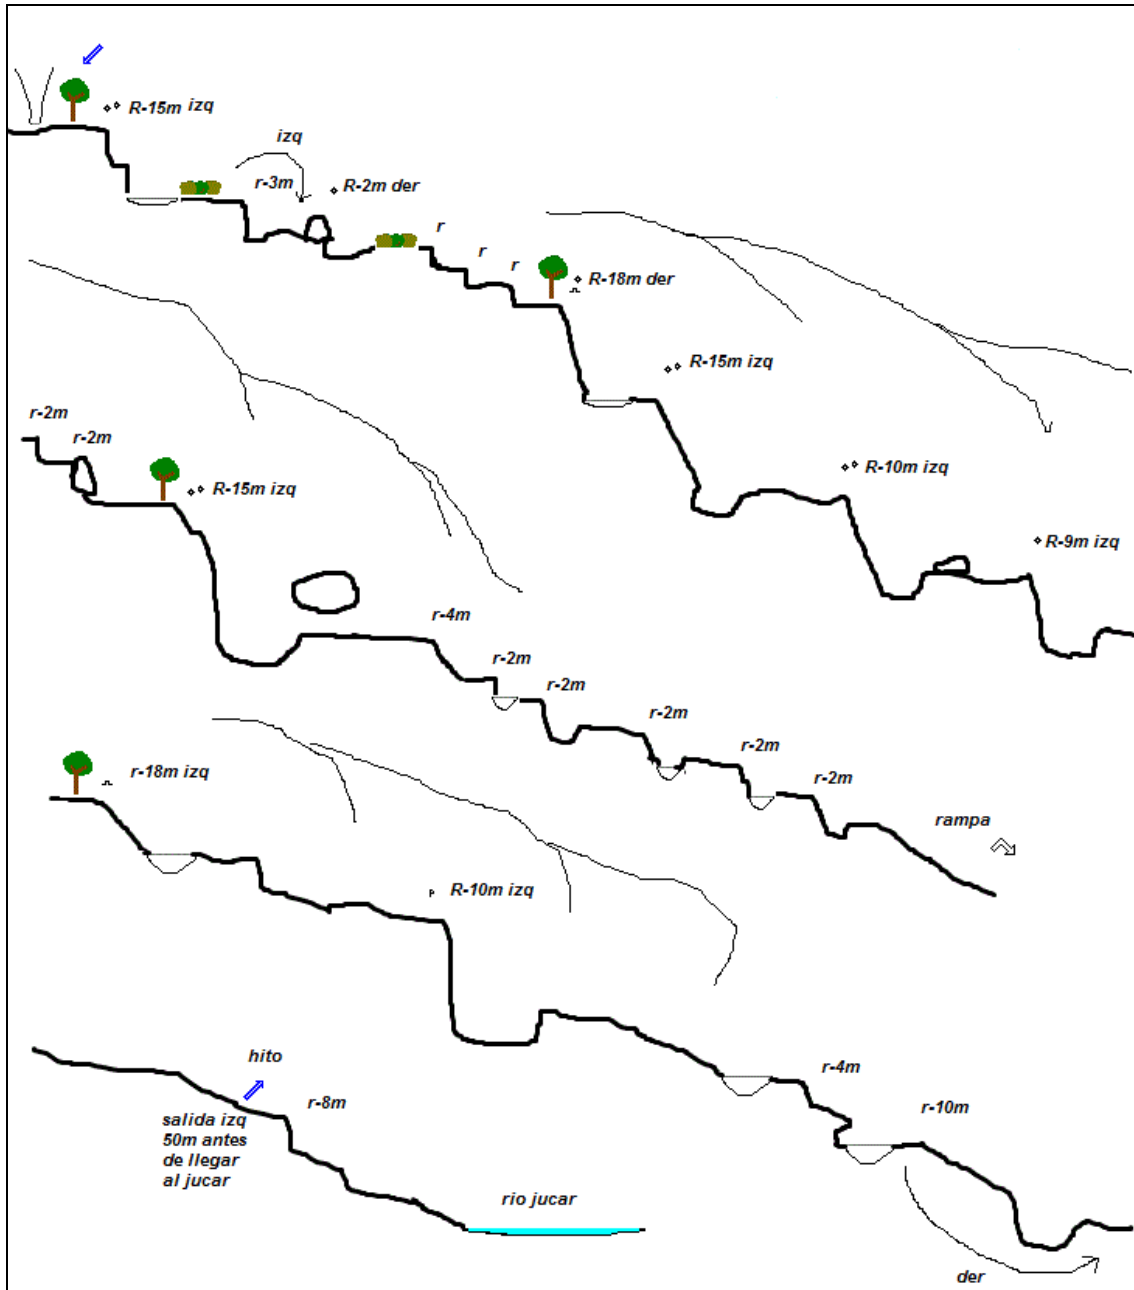 R-15m izq
izq
r-3m
R-2m der
r
r
r
R-18m der
R-15m izq
R-10m izq
R-9m izq
r-2m
r-2m
R-15m izq
r-4m
r-2m
r-2m
r-2m
r-2m
r-2m
rampa
r-18m izq
R-10m izq
r-4m
r-10m
der
hito
r-8m
salida izq
50m antes
de llegar
al jucar
rio jucar